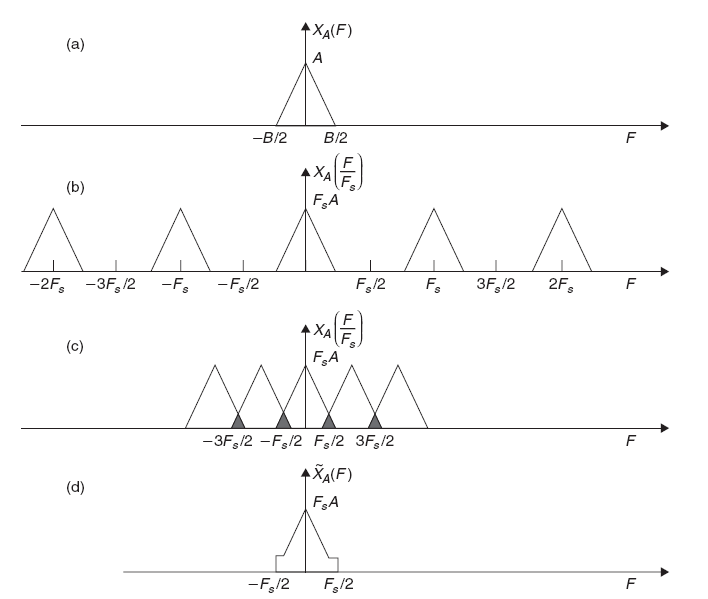 (a)
X_A(F)
A
−B/2 B/2 F
(b)
X_A(F/F_s)
F_sA
−2F_s −3F_s/2 −F_s −F_s/2 F_s/2 F_s 3F_s/2 2F_s F
(c)
X_A(F/F_s)
F_sA
−3F_s/2 −F_s/2 F_s/2 3F_s/2 F
(d)
X̃_A(F)
F_sA
−F_s/2 F_s/2 F